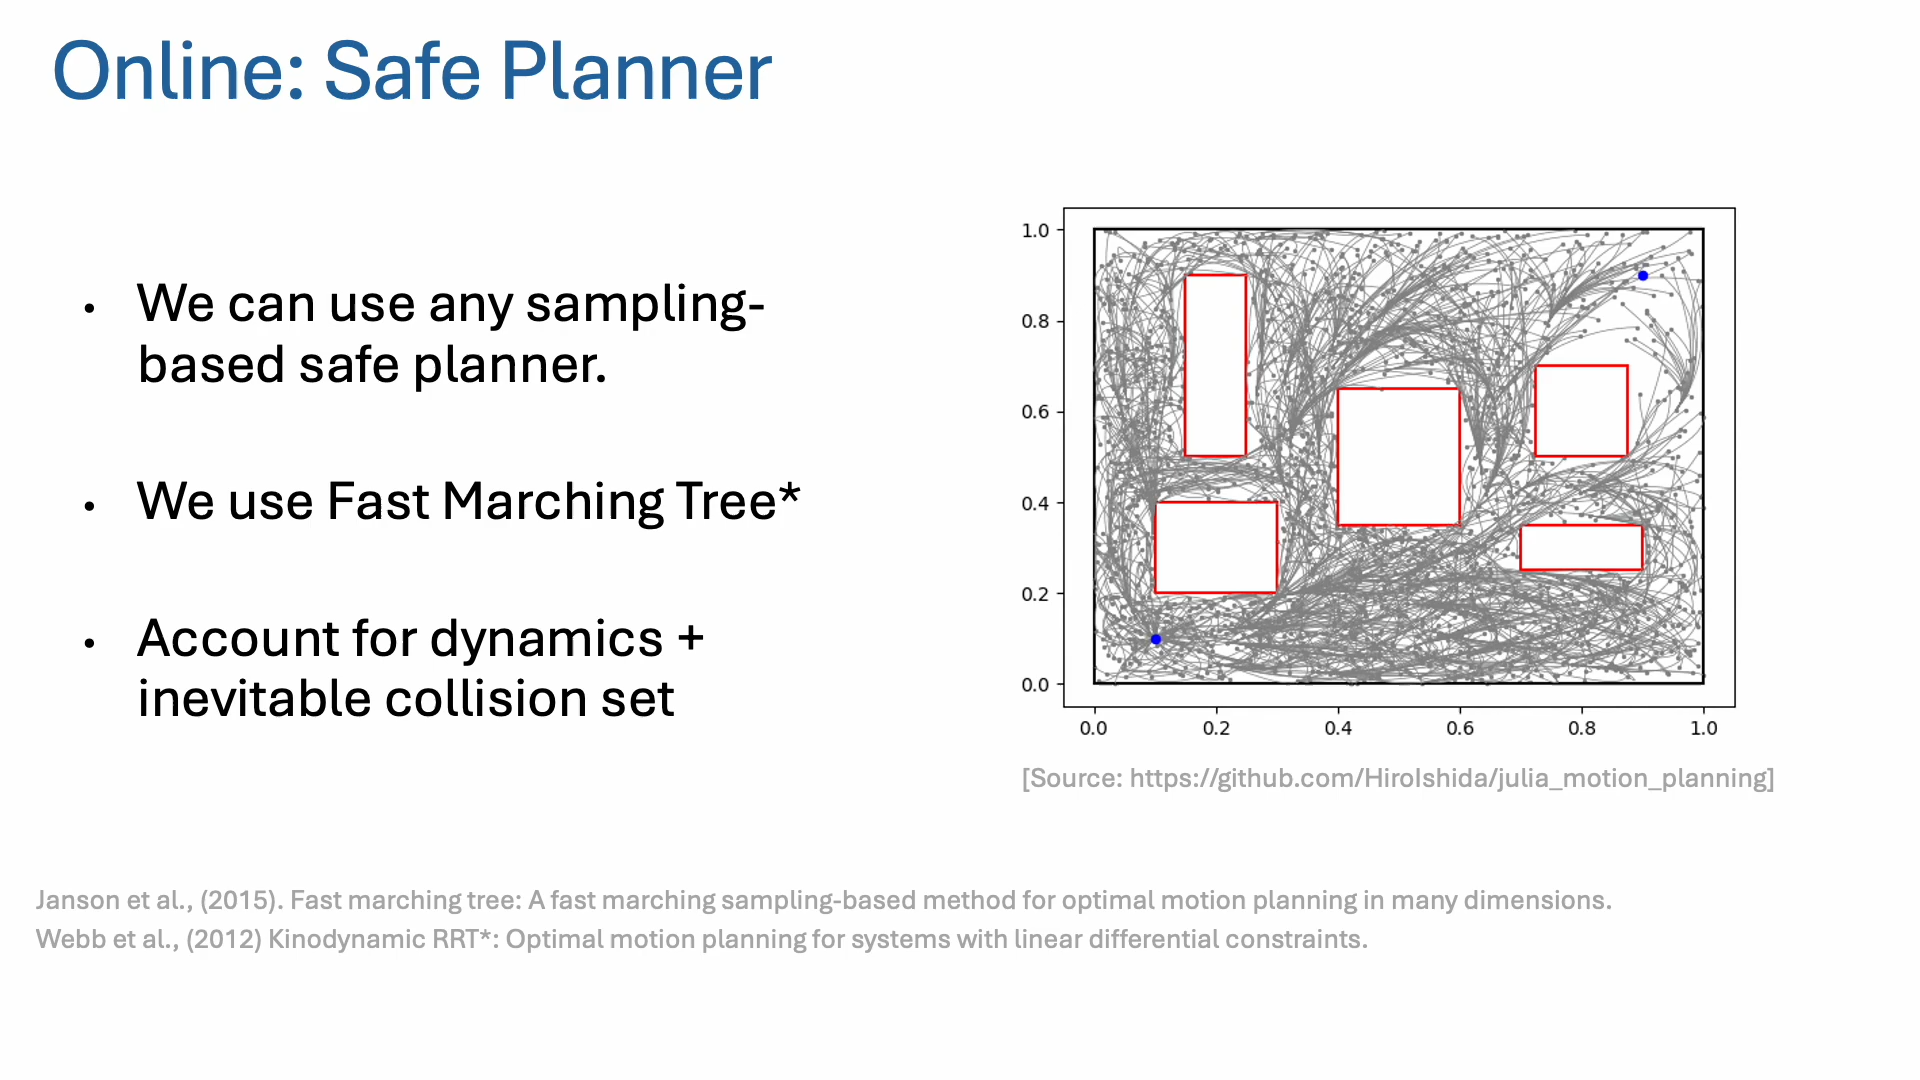 Online: Safe Planner
• We can use any sampling-
based safe planner.
• We use Fast Marching Tree*
• Account for dynamics +
inevitable collision set
1.0
0.8
0.6
0.4
0.2
0.0
0.0 0.2 0.4 0.6 0.8 1.0
[Source: https://github.com/HiroIshida/julia_motion_planning]
Janson et al., (2015). Fast marching tree: A fast marching sampling-based method for optimal motion planning in many dimensions.
Webb et al., (2012) Kinodynamic RRT*: Optimal motion planning for systems with linear differential constraints.